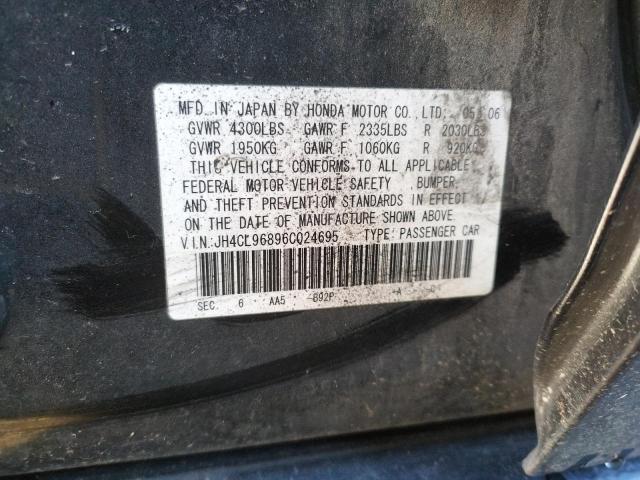 MFD. IN JAPAN BY HONDA MOTOR CO.,LTD; 05 06
GVWR 4300LBS GAWR F 2335LBS R 2030LBS
GVWR 1950KG GAWR F 1060KG R 920KG
THIS VEHICLE CONFORMS TO ALL APPLICABLE
FEDERAL MOTOR VEHICLE SAFETY ,BUMPER,
AND THEFT PREVENTION STANDARDS IN EFFECT
ON THE DATE OF MANUFACTURE SHOWN ABOVE
V.I.N:JH4CL96896C024695 TYPE: PASSENGER CAR
SEC. 6 AA5 -B92P -A